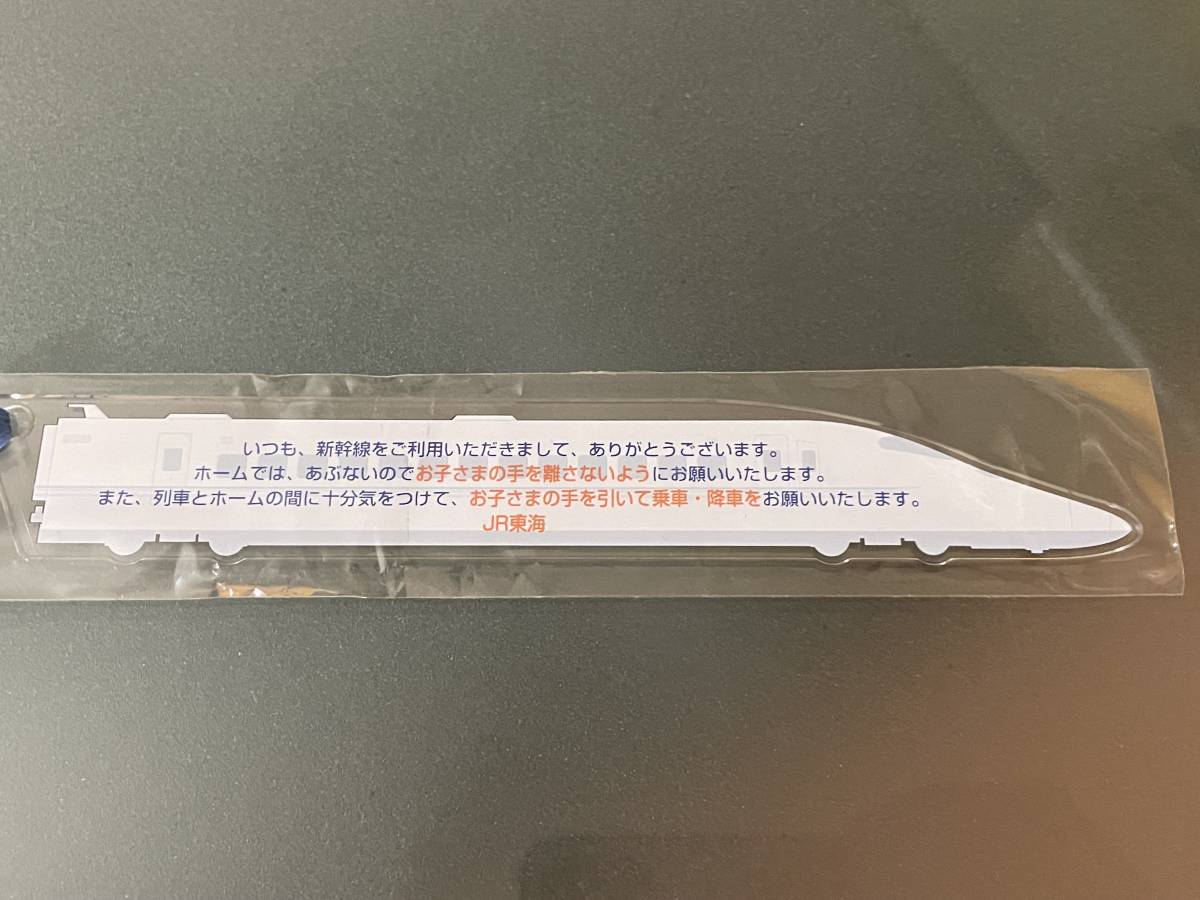 いつも、新幹線をご利用いただきまして、ありがとうございます。
ホームでは、あぶないのでお子さまの手を離さないようにお願いいたします。
また、列車とホームの間に十分気をつけて、お子さまの手を引いて乗車・降車をお願いいたします。
JR東海